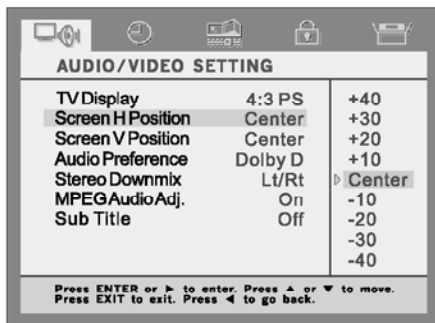 AUDIO/VIDEO SETTING
TV Display 4:3 PS +40
Screen H Position Center +30
Screen V Position Center +20
Audio Preference Dolby D +10
Stereo Downmix Lt/Rt ▷ Center
MPEG Audio Adj. On -10
Sub Title Off -20
-30
-40
Press ENTER or ▶ to enter. Press ▲ or ▼ to move.
Press EXIT to exit. Press ◀ to go back.